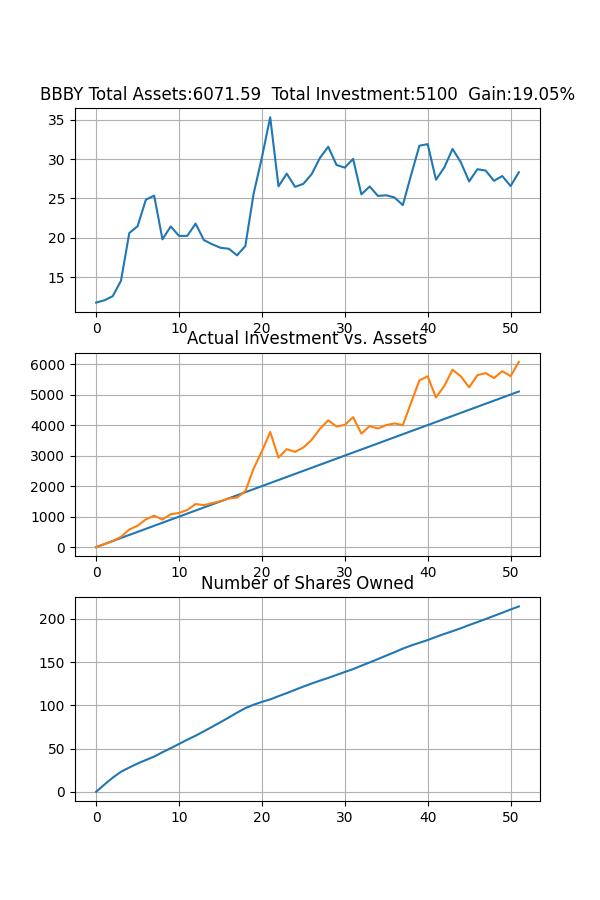 BBBY Total Assets:6071.59  Total Investment:5100  Gain:19.05%
35
30
25
20
15
0 10 20 30 40 50
Actual Investment vs. Assets
6000
5000
4000
3000
2000
1000
0
0 10 20 30 40 50
Number of Shares Owned
200
150
100
50
0
0 10 20 30 40 50